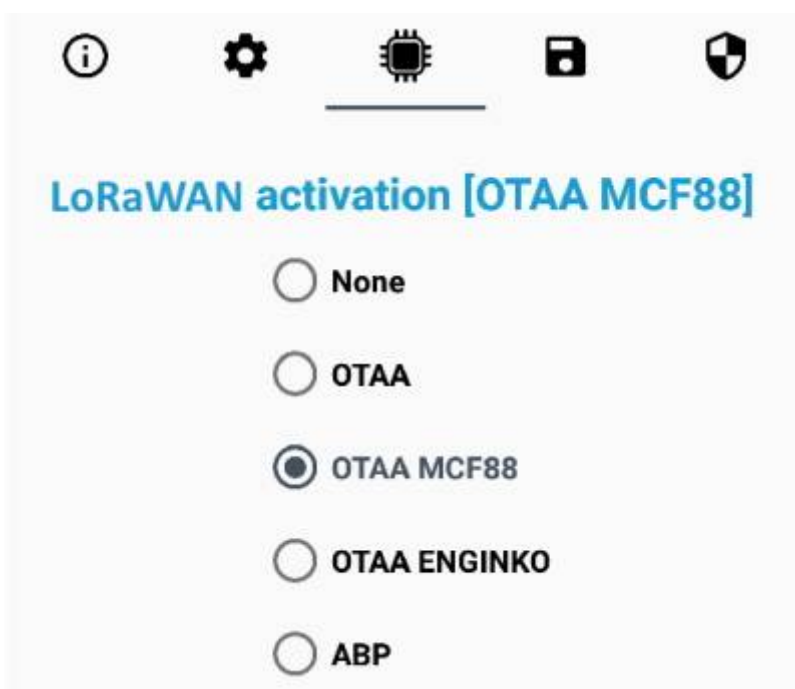 LoRaWAN activation [OTAA MCF88]
None
OTAA
OTAA MCF88
OTAA ENGINKO
ABP